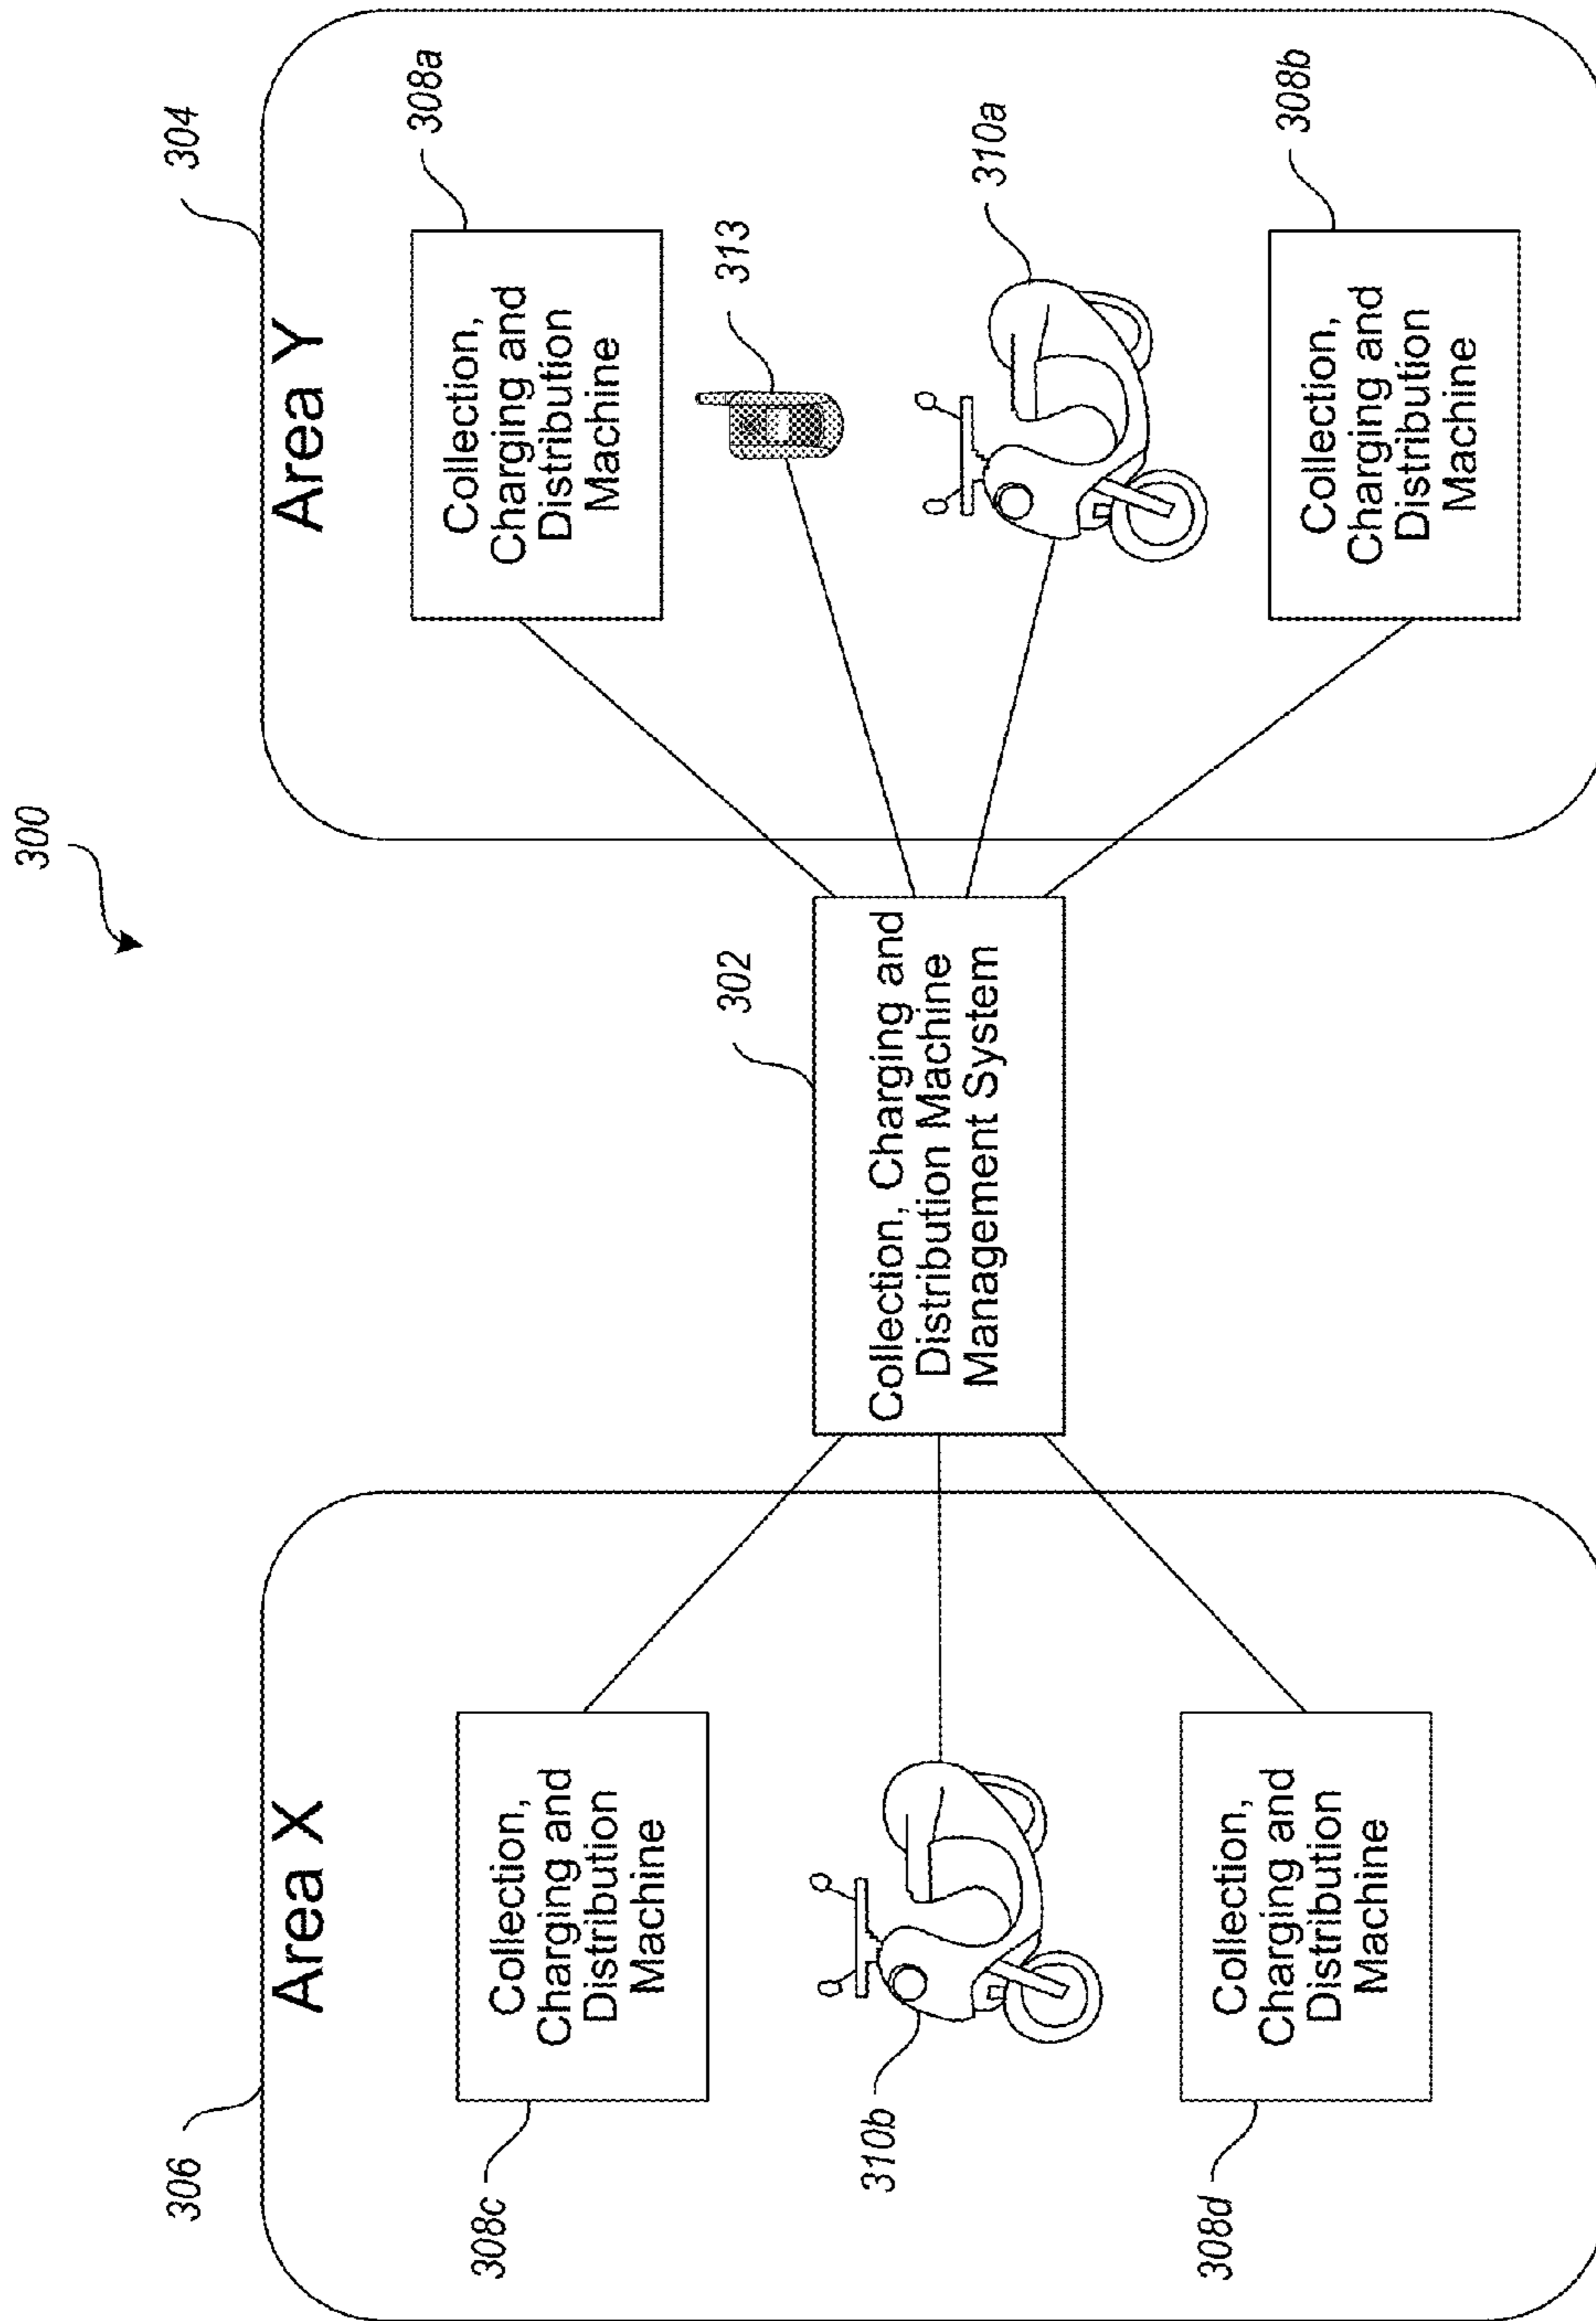 300
306
304
Area X
Area Y
308c
Collection,
Charging and
Distribution
Machine
310b
308d
Collection,
Charging and
Distribution
Machine
302
Collection, Charging and
Distribution Machine
Management System
308a
Collection,
Charging and
Distribution
Machine
313
310a
308b
Collection,
Charging and
Distribution
Machine